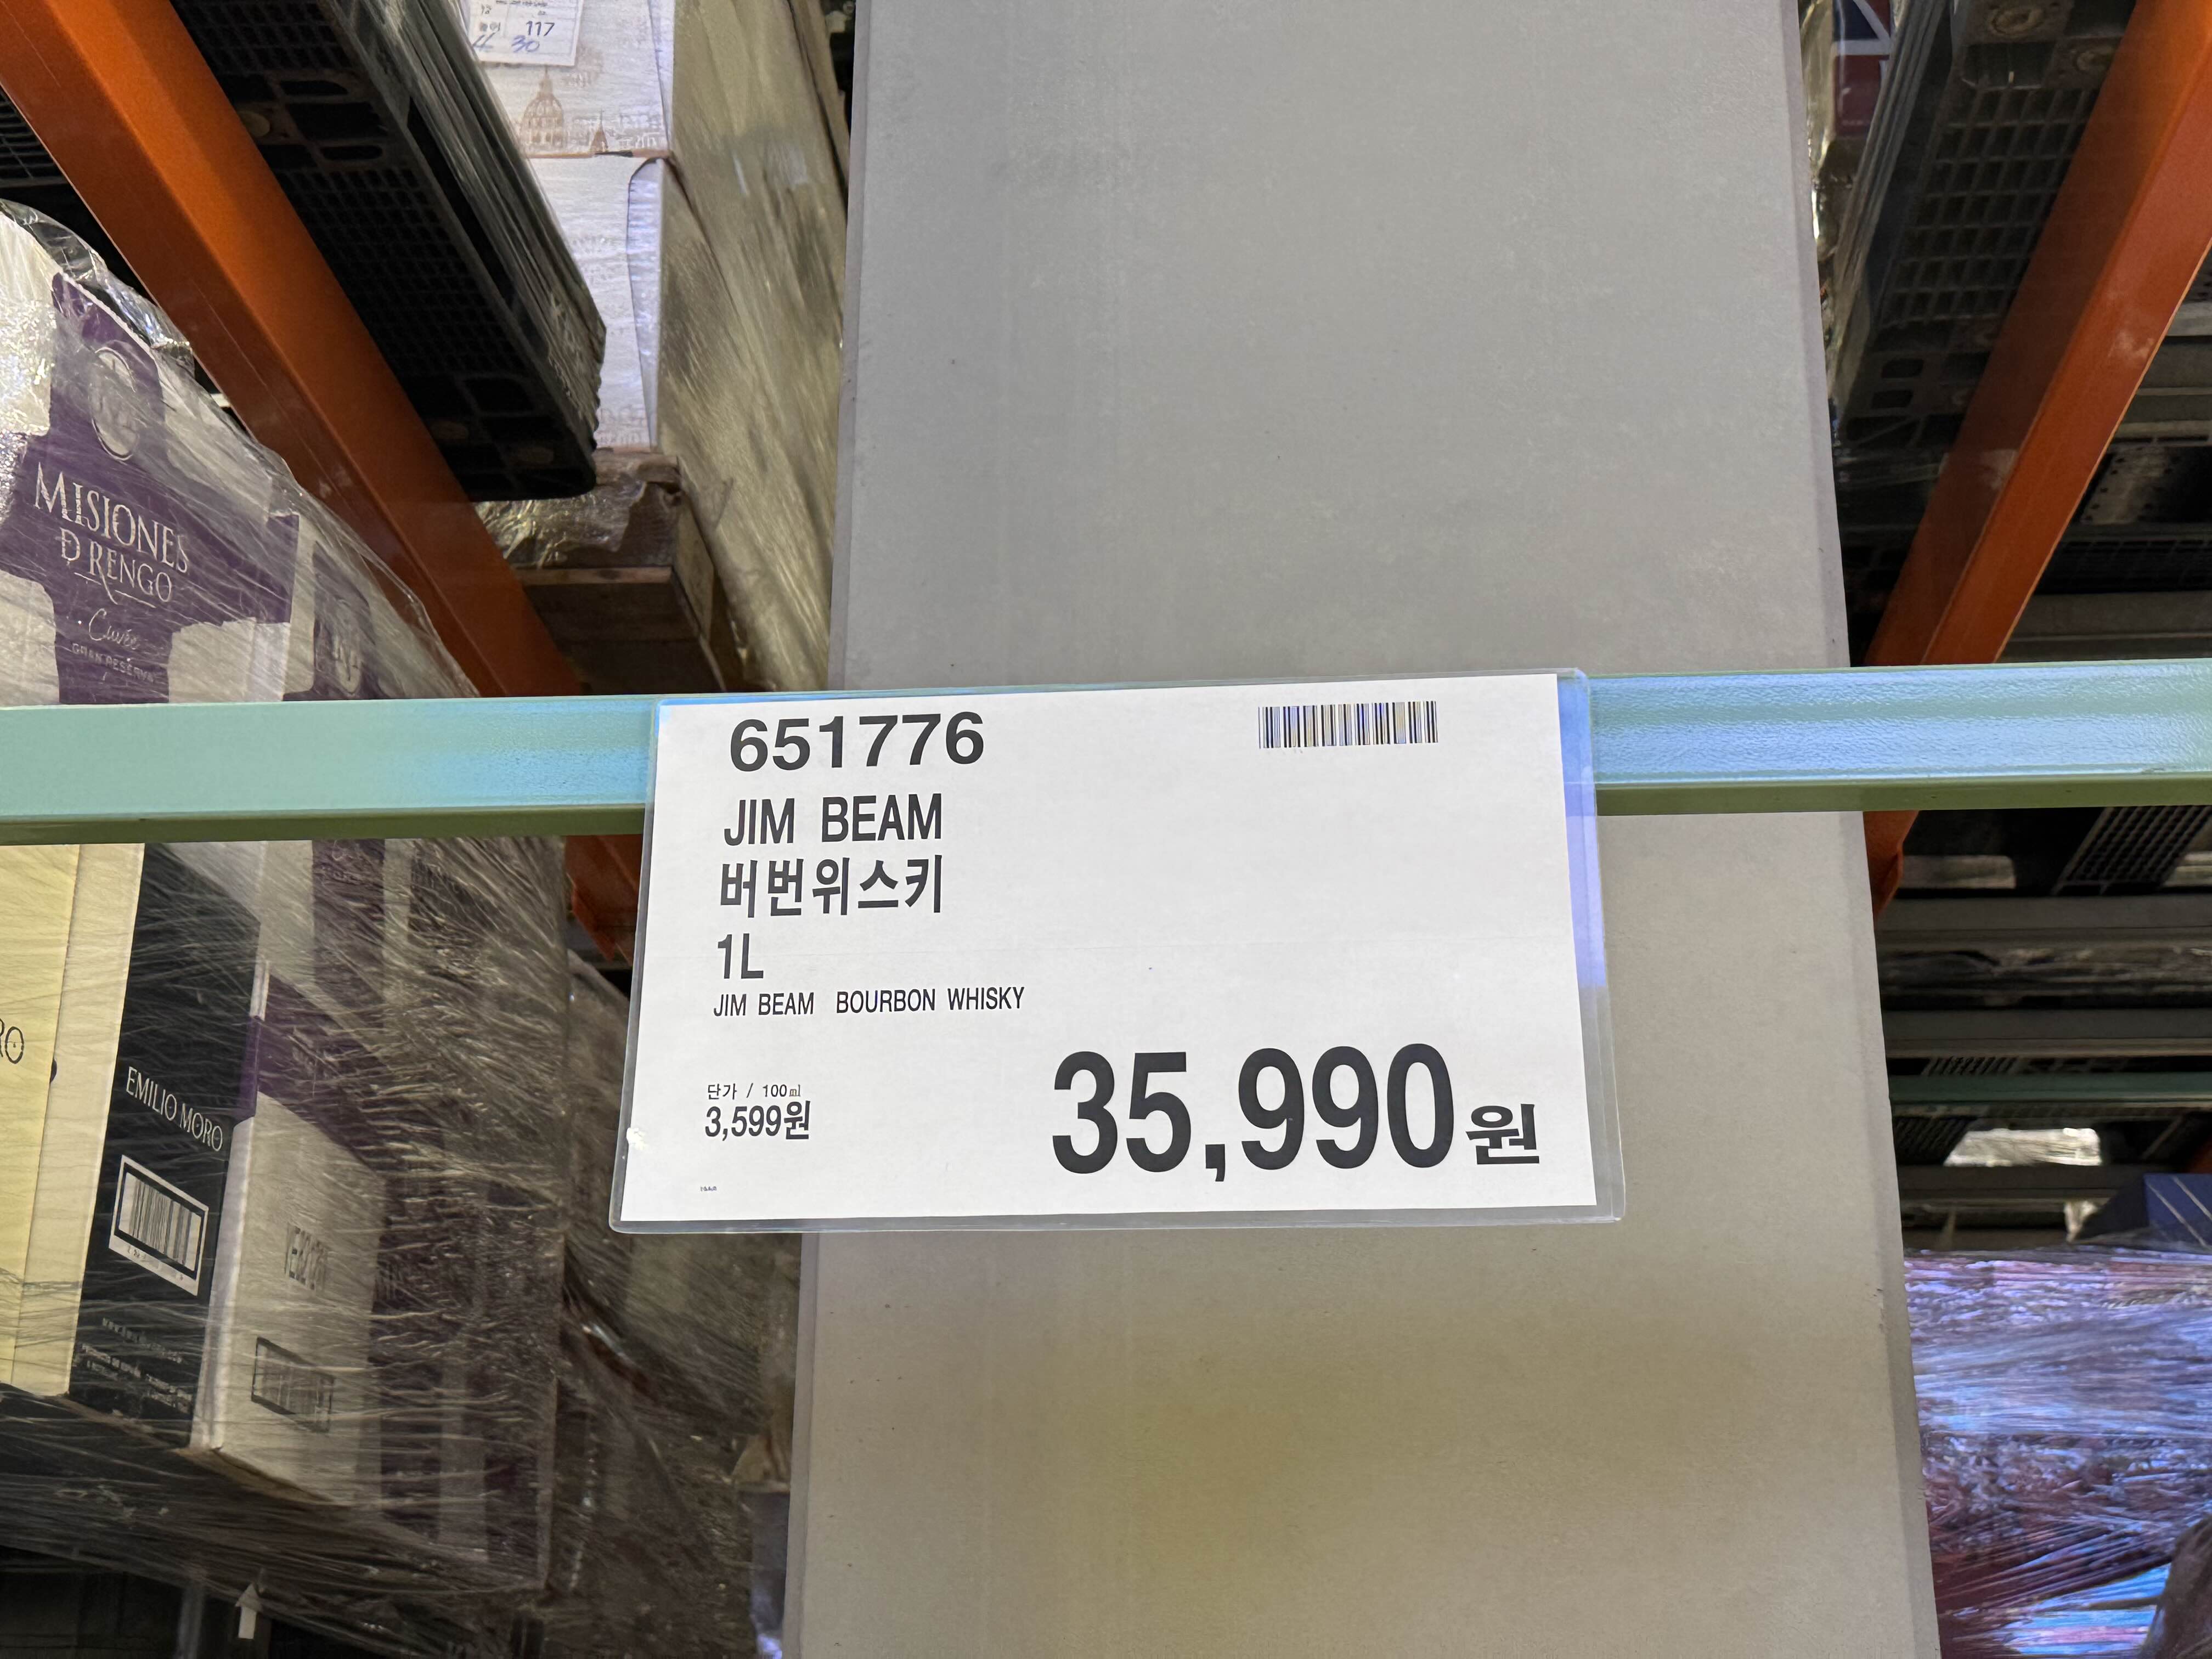 117
30
MISIONES
D RENGO
Cuvée
GRAN RESERVA
651776
JIM BEAM
버번위스키
1L
JIM BEAM BOURBON WHISKY
단가 / 100㎖
3,599원
35,990원
EMILIO MORO